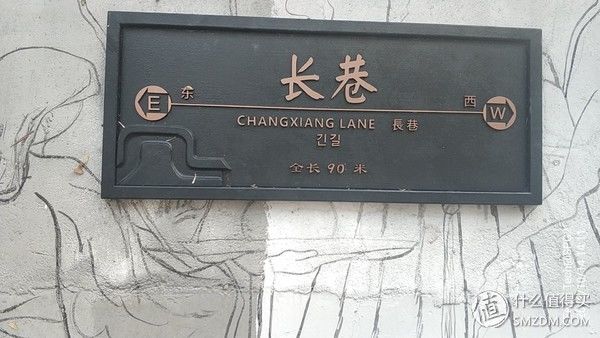 长巷
E 东 西 W
CHANGXIANG LANE 長巷
긴길
全长 90 米
值 什么值得买
SMZDM.COM